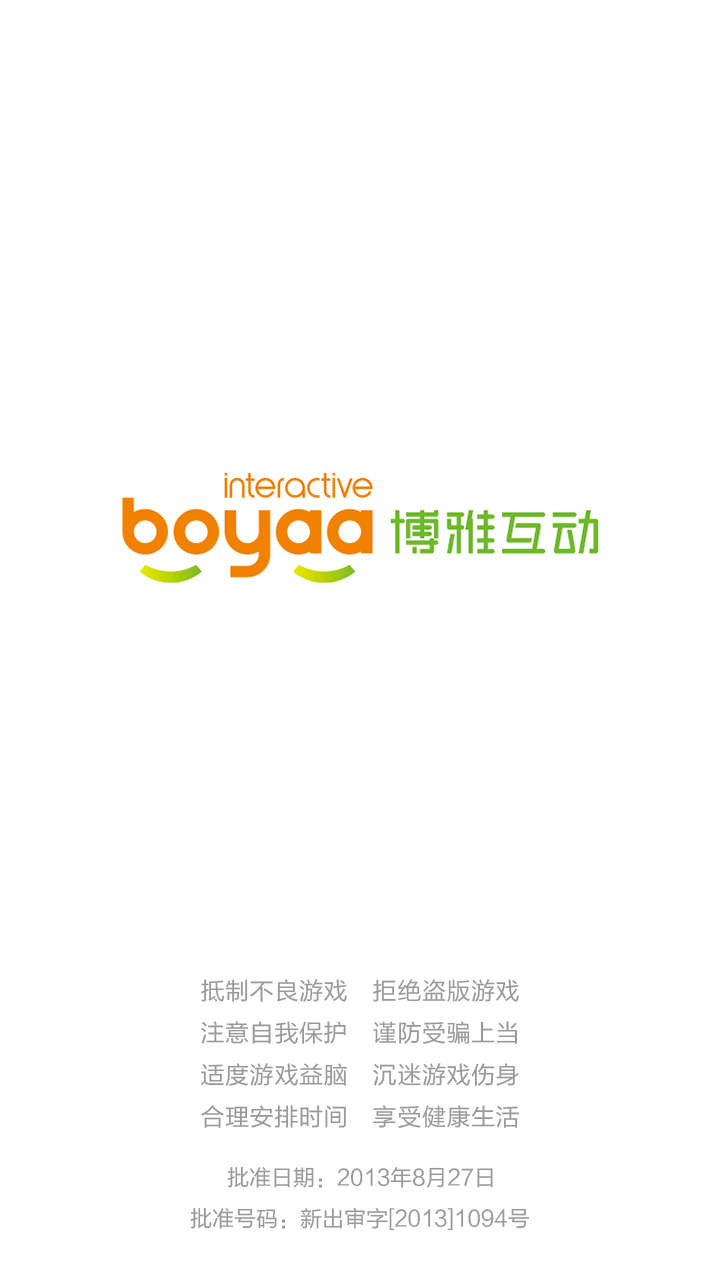 interactive
boyaa 博雅互动
抵制不良游戏 拒绝盗版游戏
注意自我保护 谨防受骗上当
适度游戏益脑 沉迷游戏伤身
合理安排时间 享受健康生活
批准日期：2013年8月27日
批准号码：新出审字[2013]1094号